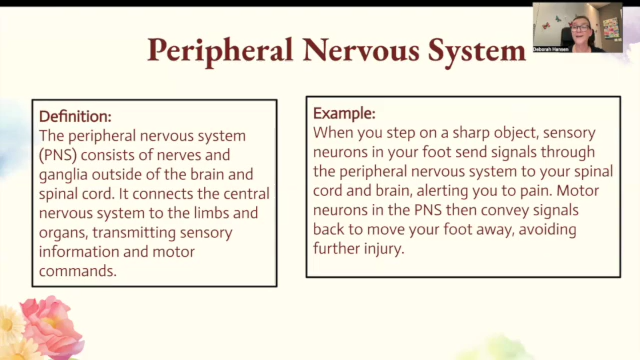 Peripheral Nervous System
Deborah Hansen
Definition:
The peripheral nervous system
(PNS) consists of nerves and
ganglia outside of the brain and
spinal cord. It connects the central
nervous system to the limbs and
organs, transmitting sensory
information and motor
commands.
Example:
When you step on a sharp object, sensory
neurons in your foot send signals through
the peripheral nervous system to your spinal
cord and brain, alerting you to pain. Motor
neurons in the PNS then convey signals
back to move your foot away, avoiding
further injury.